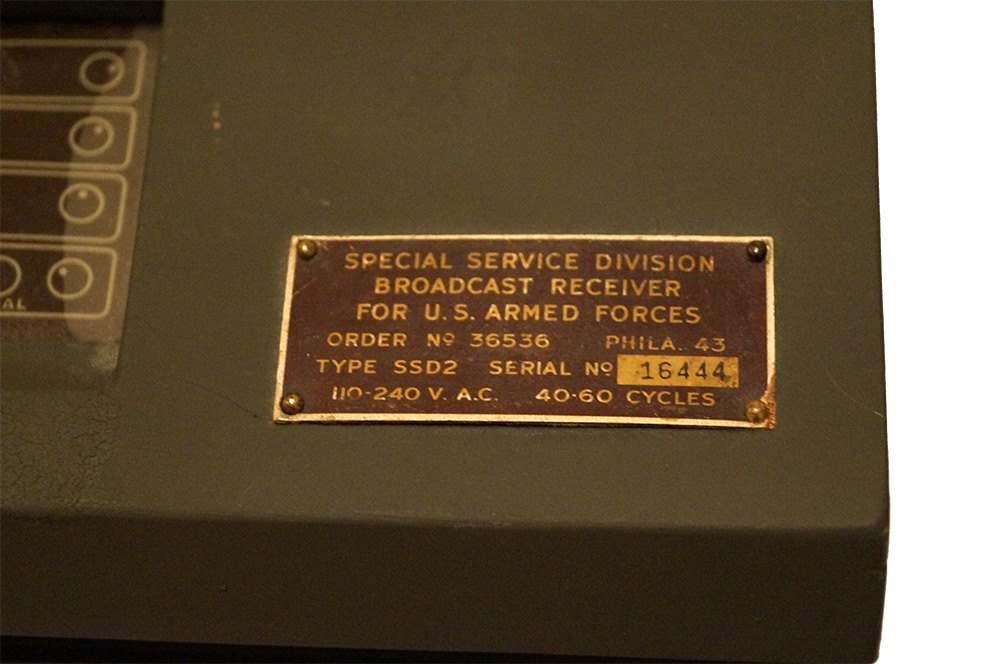 AL
SPECIAL SERVICE DIVISION
BROADCAST RECEIVER
FOR U.S. ARMED FORCES
ORDER Nº 36536 PHILA. 43
TYPE SSD2 SERIAL Nº 16444
110-240 V. A.C. 40-60 CYCLES